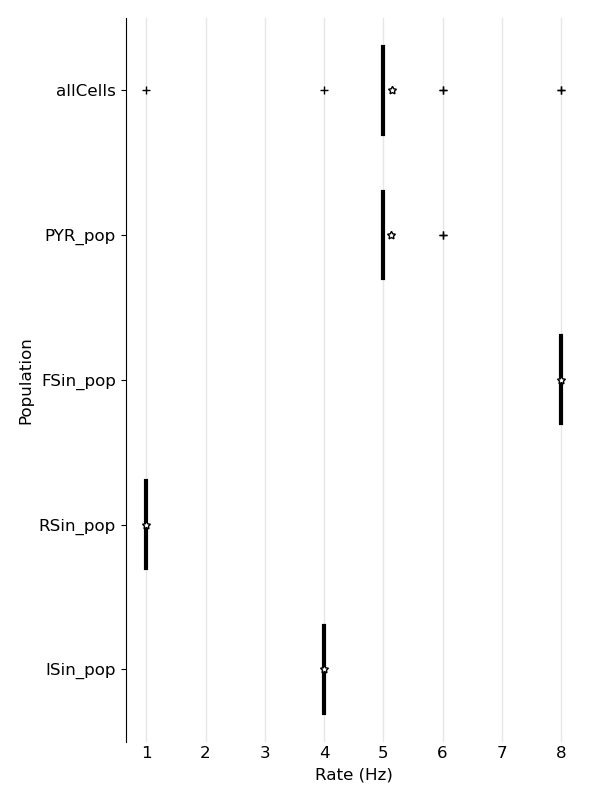 allCells
PYR_pop
FSin_pop
RSin_pop
ISin_pop
Population
1 2 3 4 5 6 7 8
Rate (Hz)